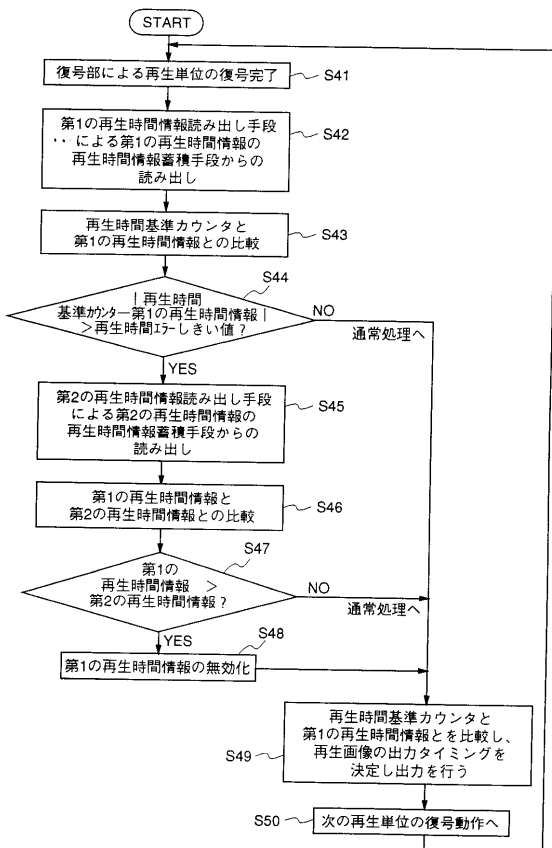 START
復号部による再生単位の復号完了
S41
第1の再生時間情報読み出し手段
‥による第1の再生時間情報の
再生時間情報蓄積手段からの
読み出し
S42
再生時間基準カウンタと
第1の再生時間情報との比較
S43
S44
｜再生時間
基準カウンター第1の再生時間情報｜
＞再生時間エラーしきい値？
NO
通常処理へ
YES
第2の再生時間情報読み出し手段
による第2の再生時間情報の
再生時間情報蓄積手段からの
読み出し
S45
第1の再生時間情報と
第2の再生時間情報との比較
S46
S47
第1の
再生時間情報 ＞
第2の再生時間情報？
NO
通常処理へ
YES
S48
第1の再生時間情報の無効化
再生時間基準カウンタと
第1の再生時間情報とを比較し、
再生画像の出力タイミングを
決定し出力を行う
S49
S50
次の再生単位の復号動作へ